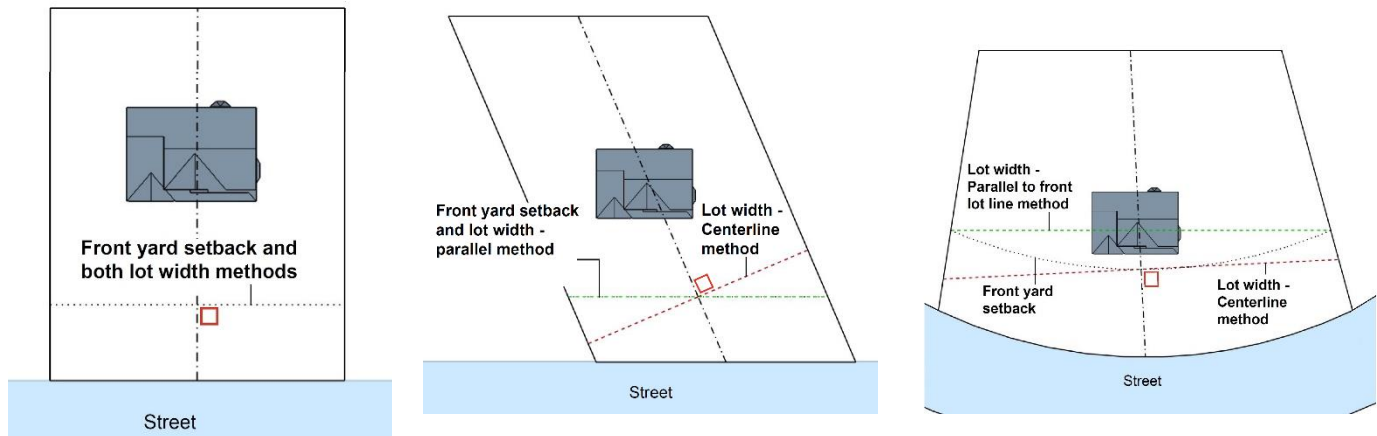 Front yard setback and
both lot width methods
Street
Front yard setback
and lot width -
parallel method
Lot width -
Centerline
method
Street
Lot width -
Parallel to front
lot line method
Front yard
setback
Lot width -
Centerline
method
Street